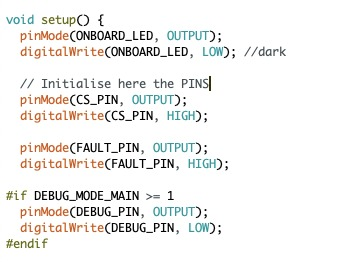 void setup() {
  pinMode(ONBOARD_LED, OUTPUT);
  digitalWrite(ONBOARD_LED, LOW); //dark

  // Initialise here the PINS
  pinMode(CS_PIN, OUTPUT);
  digitalWrite(CS_PIN, HIGH);

  pinMode(FAULT_PIN, OUTPUT);
  digitalWrite(FAULT_PIN, HIGH);

#if DEBUG_MODE_MAIN >= 1
  pinMode(DEBUG_PIN, OUTPUT);
  digitalWrite(DEBUG_PIN, LOW);
#endif